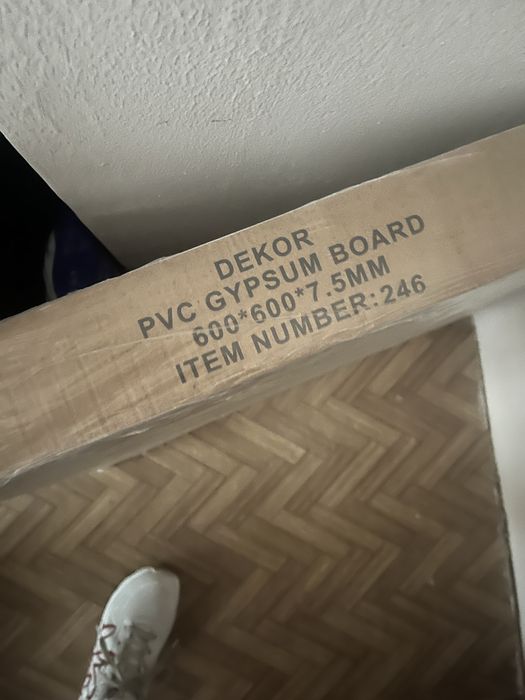 DEKOR
PVC GYPSUM BOARD
600*600*7.5MM
ITEM NUMBER:246